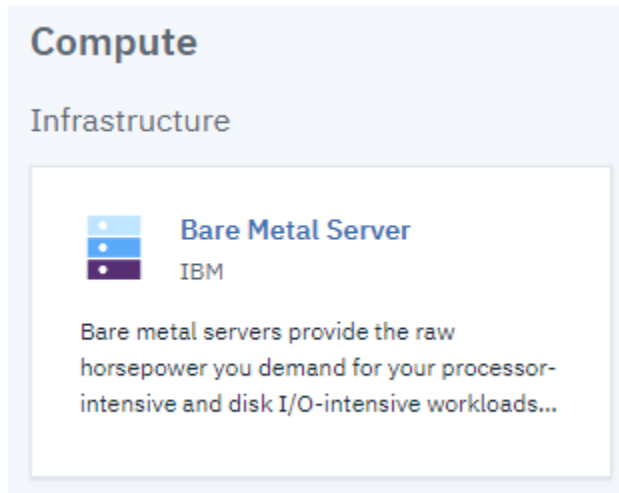 Compute
Infrastructure
Bare Metal Server
IBM
Bare metal servers provide the raw
horsepower you demand for your processor-
intensive and disk I/O-intensive workloads...